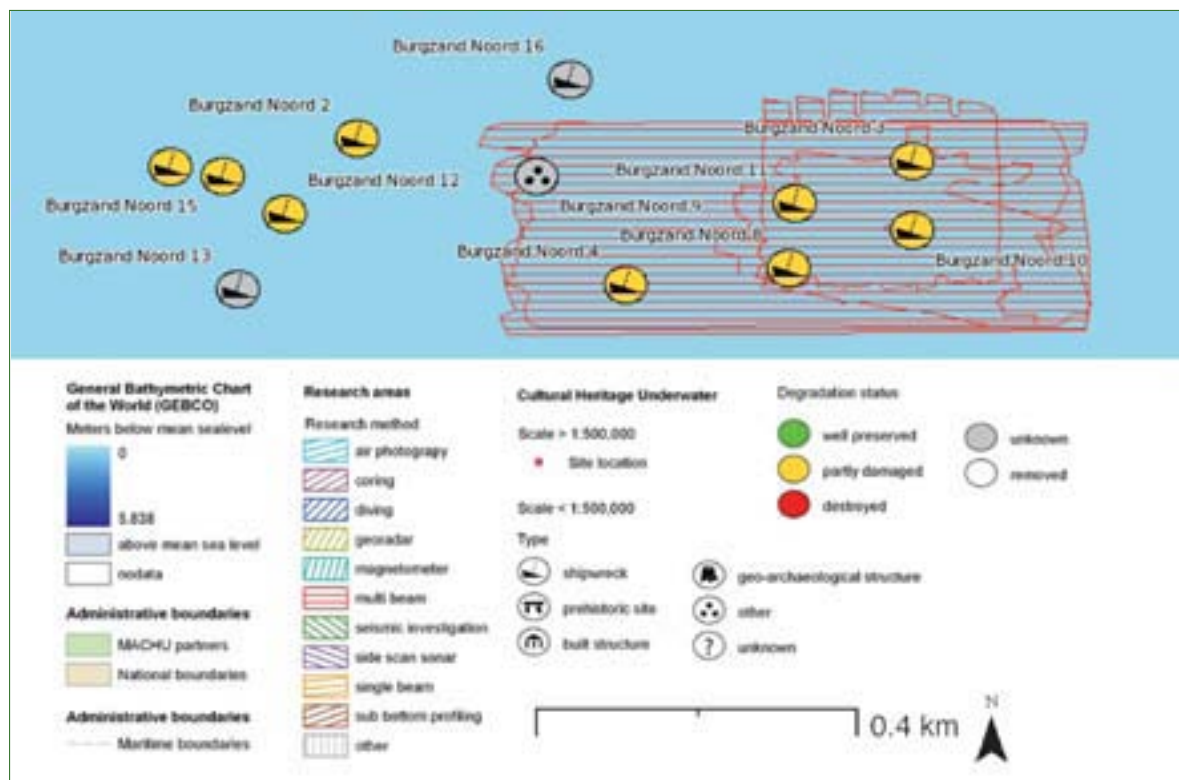 Burgzand Noord 16
Burgzand Noord 2
Burgzand Noord 3
Burgzand Noord 11
Burgzand Noord 12
Burgzand Noord 15
Burgzand Noord 9
Burgzand Noord 8
Burgzand Noord 4
Burgzand Noord 13
Burgzand Noord 10
General Bathymetric Chart
of the World (GEBCO)
Meters below mean sealevel
0
5.838
above mean sea level
nodata
Administrative boundaries
MACHU partners
National boundaries
Administrative boundaries
Maritime boundaries
Research areas
Research method
air photograpy
coring
diving
georadar
magnetometer
multi beam
seismic investigation
side scan sonar
single beam
sub bottom profiling
other
Cultural Heritage Underwater
Scale > 1:500,000
Site location
Scale < 1:500,000
Type
shipwreck
prehistoric site
built structure
geo-archaeological structure
other
? unknown
Degradation status
well preserved
partly damaged
destroyed
unknown
removed
0.4 km
N